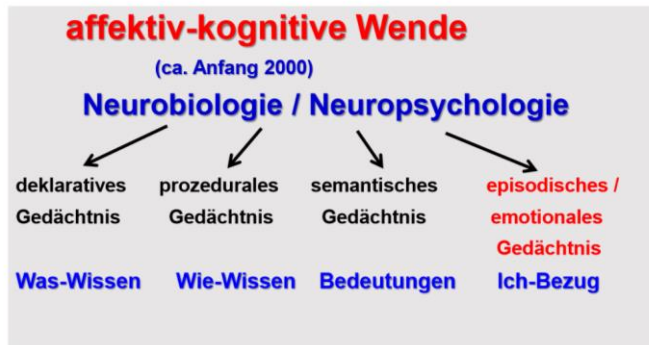 affektiv-kognitive Wende
(ca. Anfang 2000)
Neurobiologie / Neuropsychologie
deklaratives Gedächtnis
prozedurales Gedächtnis
semantisches Gedächtnis
episodisches / emotionales Gedächtnis
Was-Wissen
Wie-Wissen
Bedeutungen
Ich-Bezug